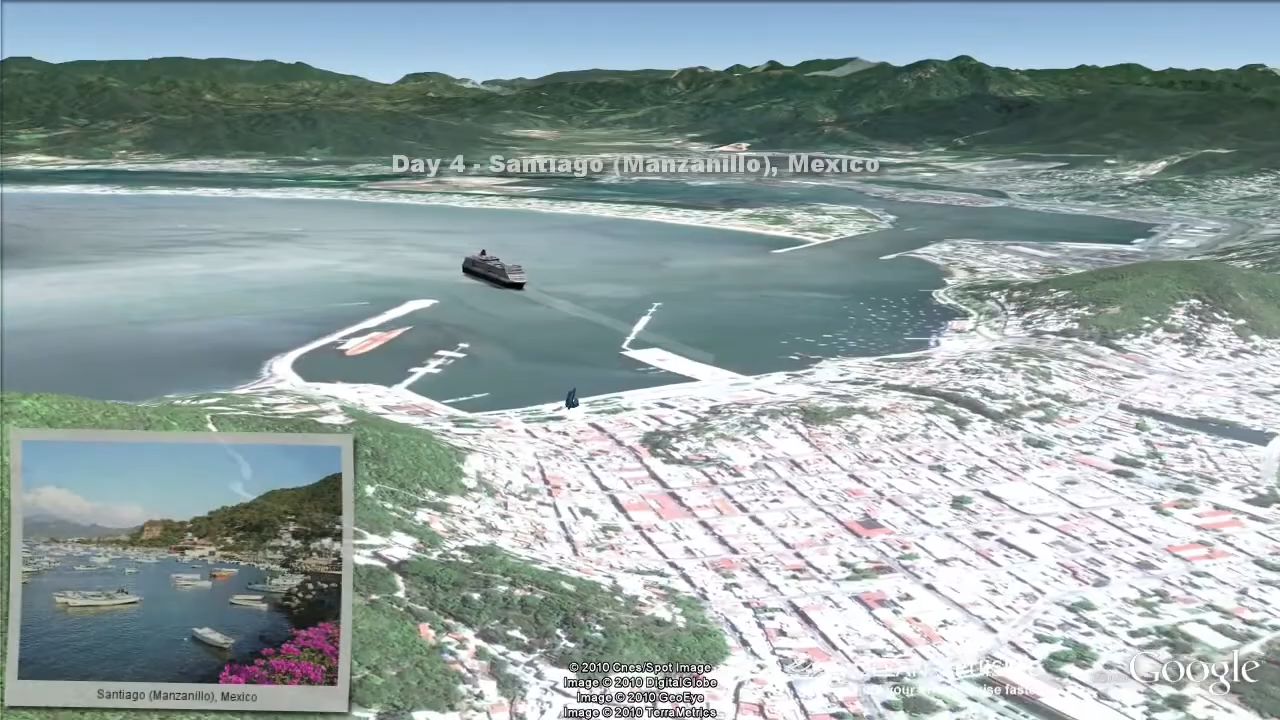 Day 4 - Santiago (Manzanillo), Mexico
Santiago (Manzanillo), Mexico
© 2010 Cnes/Spot Image
Image © 2010 DigitalGlobe
Image © 2010 GeoEye
Image © 2010 TerraMetrics
Google
your